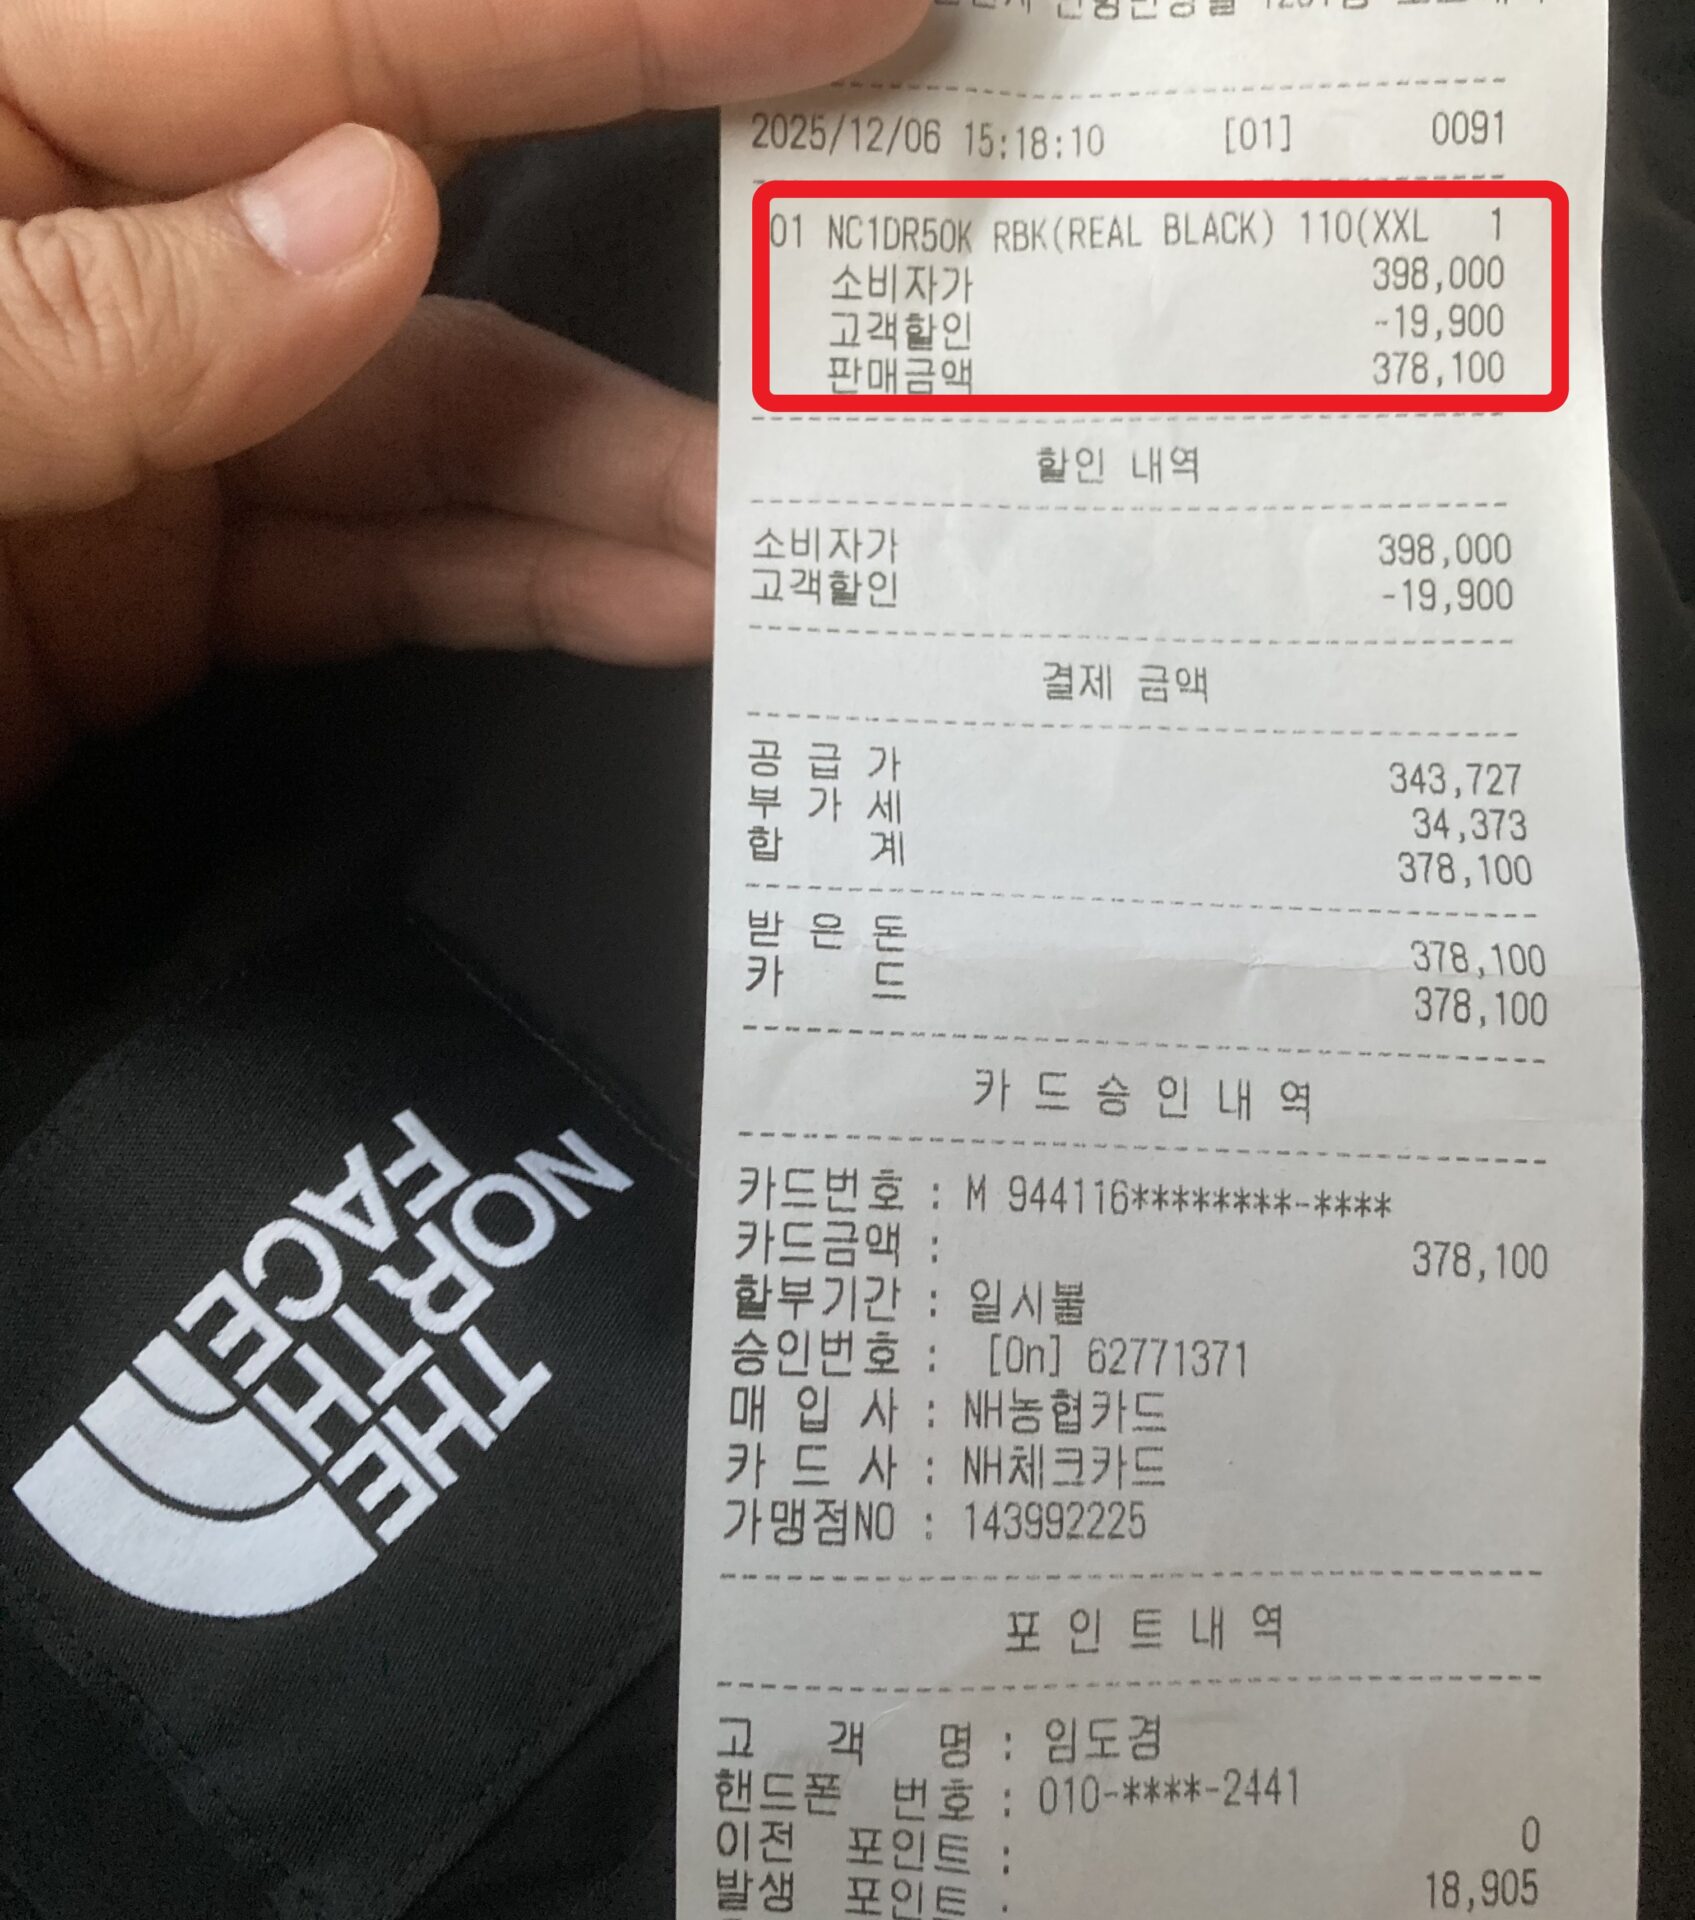 2025/12/06 15:18:10 [01] 0091
01 NC1DR50K RBK(REAL BLACK) 110(XXL 1
소비자가 398,000
고객할인 -19,900
판매금액 378,100
할인 내역
소비자가 398,000
고객할인 -19,900
결제 금액
공 급 가 343,727
부 가 세 34,373
합 계 378,100
받 은 돈 378,100
카 드 378,100
카 드 승 인 내 역
카드번호 : M 944116********-****
카드금액 : 378,100
할부기간 : 일시불
승인번호 : [On] 62771371
매 입 사 : NH농협카드
카 드 사 : NH체크카드
가맹점NO : 143992225
포 인 트 내 역
고 객 명 : 임도경
핸드폰 번호 : 010-****-2441
이전 포인트 : 0
발생 포인트 : 18,905
THE
NORTH
FACE